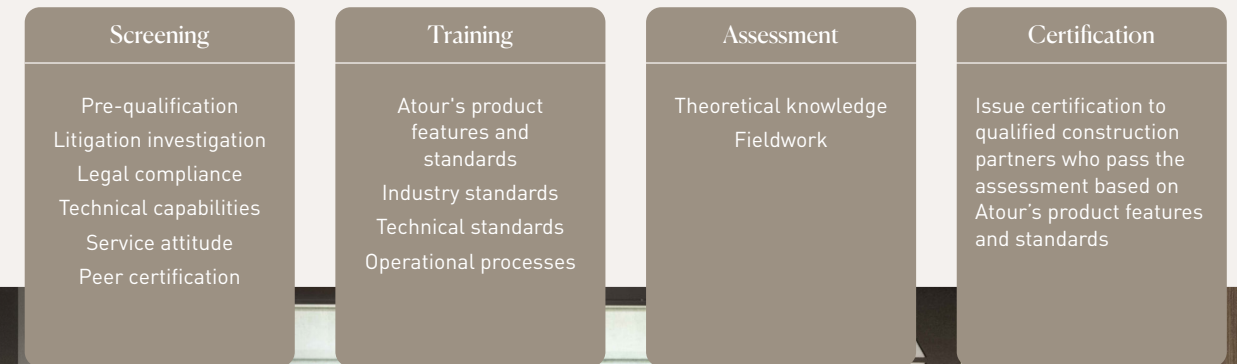 Screening
Pre-qualification
Litigation investigation
Legal compliance
Technical capabilities
Service attitude
Peer certification
Training
Atour's product
features and
standards
Industry standards
Technical standards
Operational processes
Assessment
Theoretical knowledge
Fieldwork
Certification
Issue certification to
qualified construction
partners who pass the
assessment based on
Atour's product features
and standards